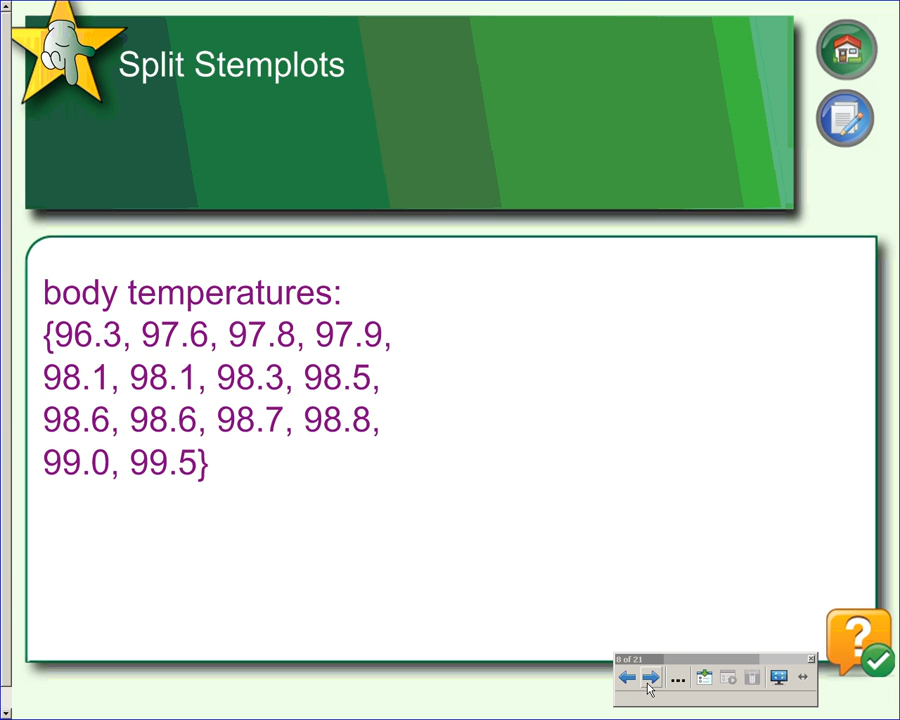 Split Stemplots
body temperatures:
{96.3, 97.6, 97.8, 97.9,
98.1, 98.1, 98.3, 98.5,
98.6, 98.6, 98.7, 98.8,
99.0, 99.5}
8 of 21